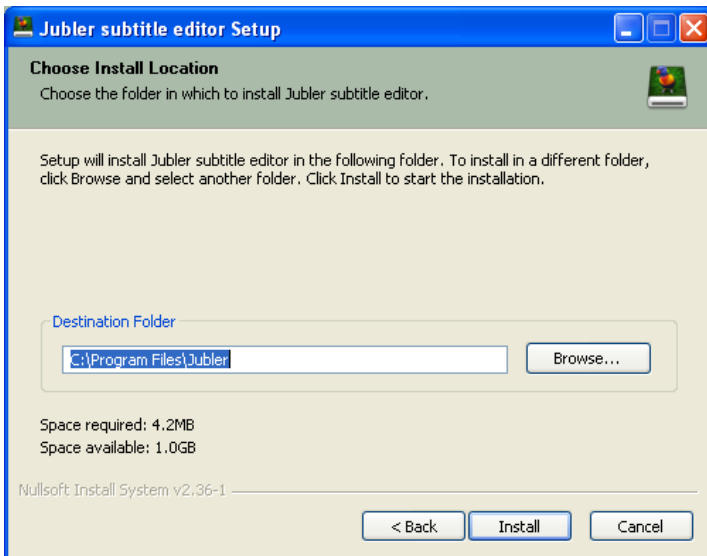 Jubler subtitle editor Setup
Choose Install Location
Choose the folder in which to install Jubler subtitle editor.
Setup will install Jubler subtitle editor in the following folder. To install in a different folder,
click Browse and select another folder. Click Install to start the installation.
Destination Folder
C:\Program Files\Jubler
Browse...
Space required: 4.2MB
Space available: 1.0GB
Nullsoft Install System v2.36-1
< Back Install Cancel